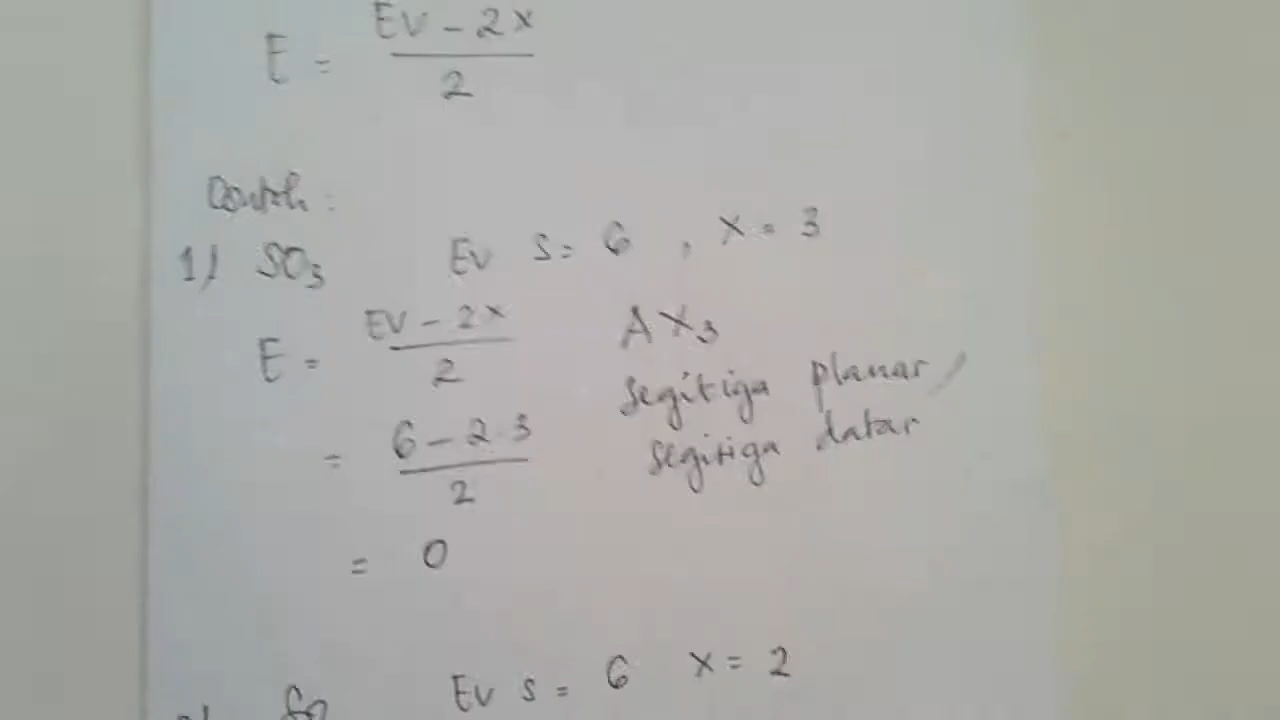 E = EV - 2x / 2
Contoh :
1) SO3 EV S = 6 , X = 3
E = EV - 2x / 2 AX3
segitiga planar /
= 6 - 2.3 / 2 segitiga datar
= 0
EV S = 6 X = 2